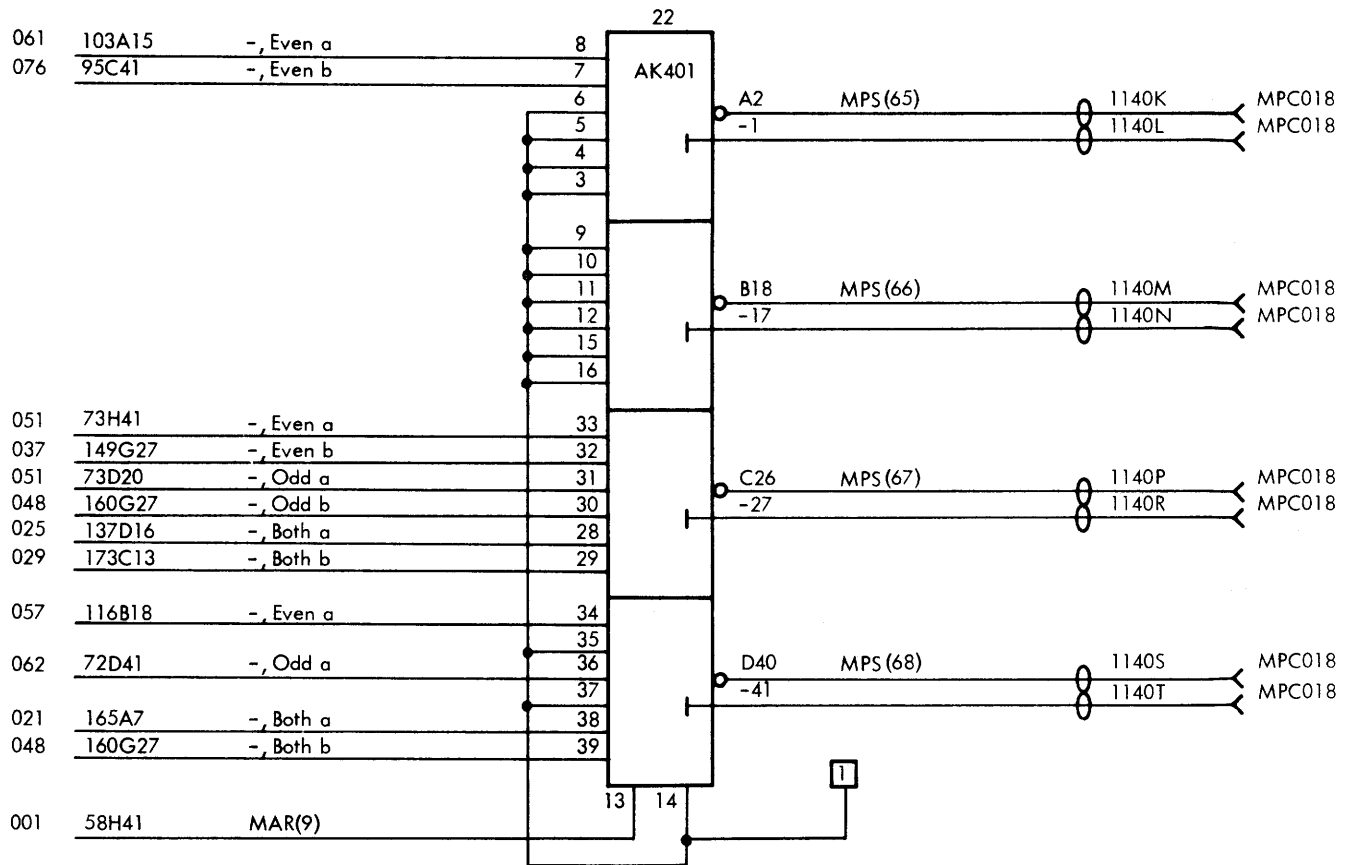 22
061 103A15 -, Even a 8 AK401
076 95C41 -, Even b 7
6 A2 MPS(65) 1140K MPC018
5 -1 1140L MPC018
4
3
9
10
11 B18 MPS(66) 1140M MPC018
12 -17 1140N MPC018
15
16
051 73H41 -, Even a 33
037 149G27 -, Even b 32
051 73D20 -, Odd a 31 C26 MPS(67) 1140P MPC018
048 160G27 -, Odd b 30 -27 1140R MPC018
025 137D16 -, Both a 28
029 173C13 -, Both b 29
057 116B18 -, Even a 34
35
062 72D41 -, Odd a 36 D40 MPS(68) 1140S MPC018
37 -41 1140T MPC018
021 165A7 -, Both a 38
048 160G27 -, Both b 39
1
13 14
001 58H41 MAR(9)